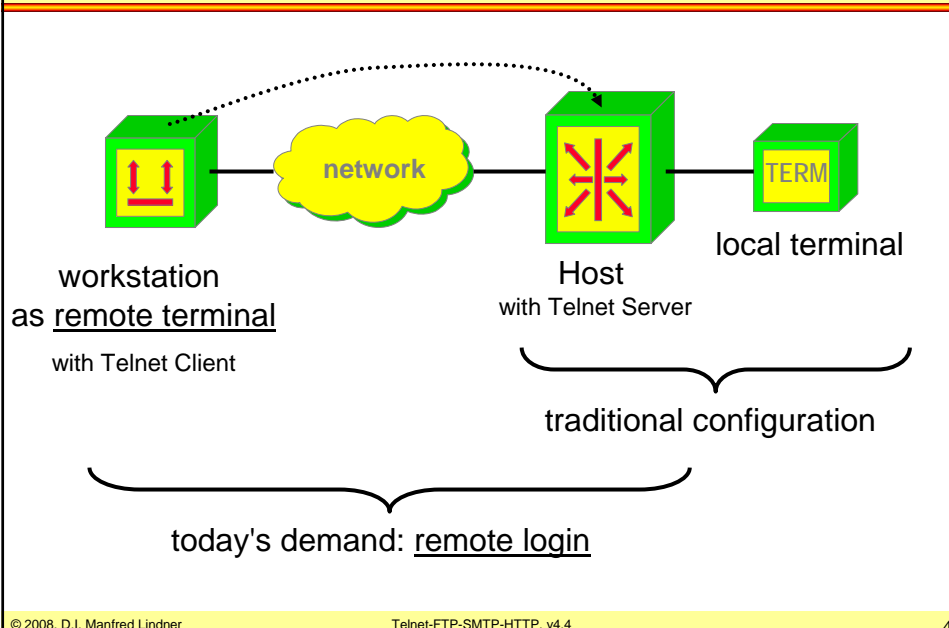 network
TERM
local terminal
workstation
as remote terminal
with Telnet Client
Host
with Telnet Server
traditional configuration
today's demand: remote login
© 2008, D.I. Manfred Lindner
Telnet-FTP-SMTP-HTTP, v4.4
4